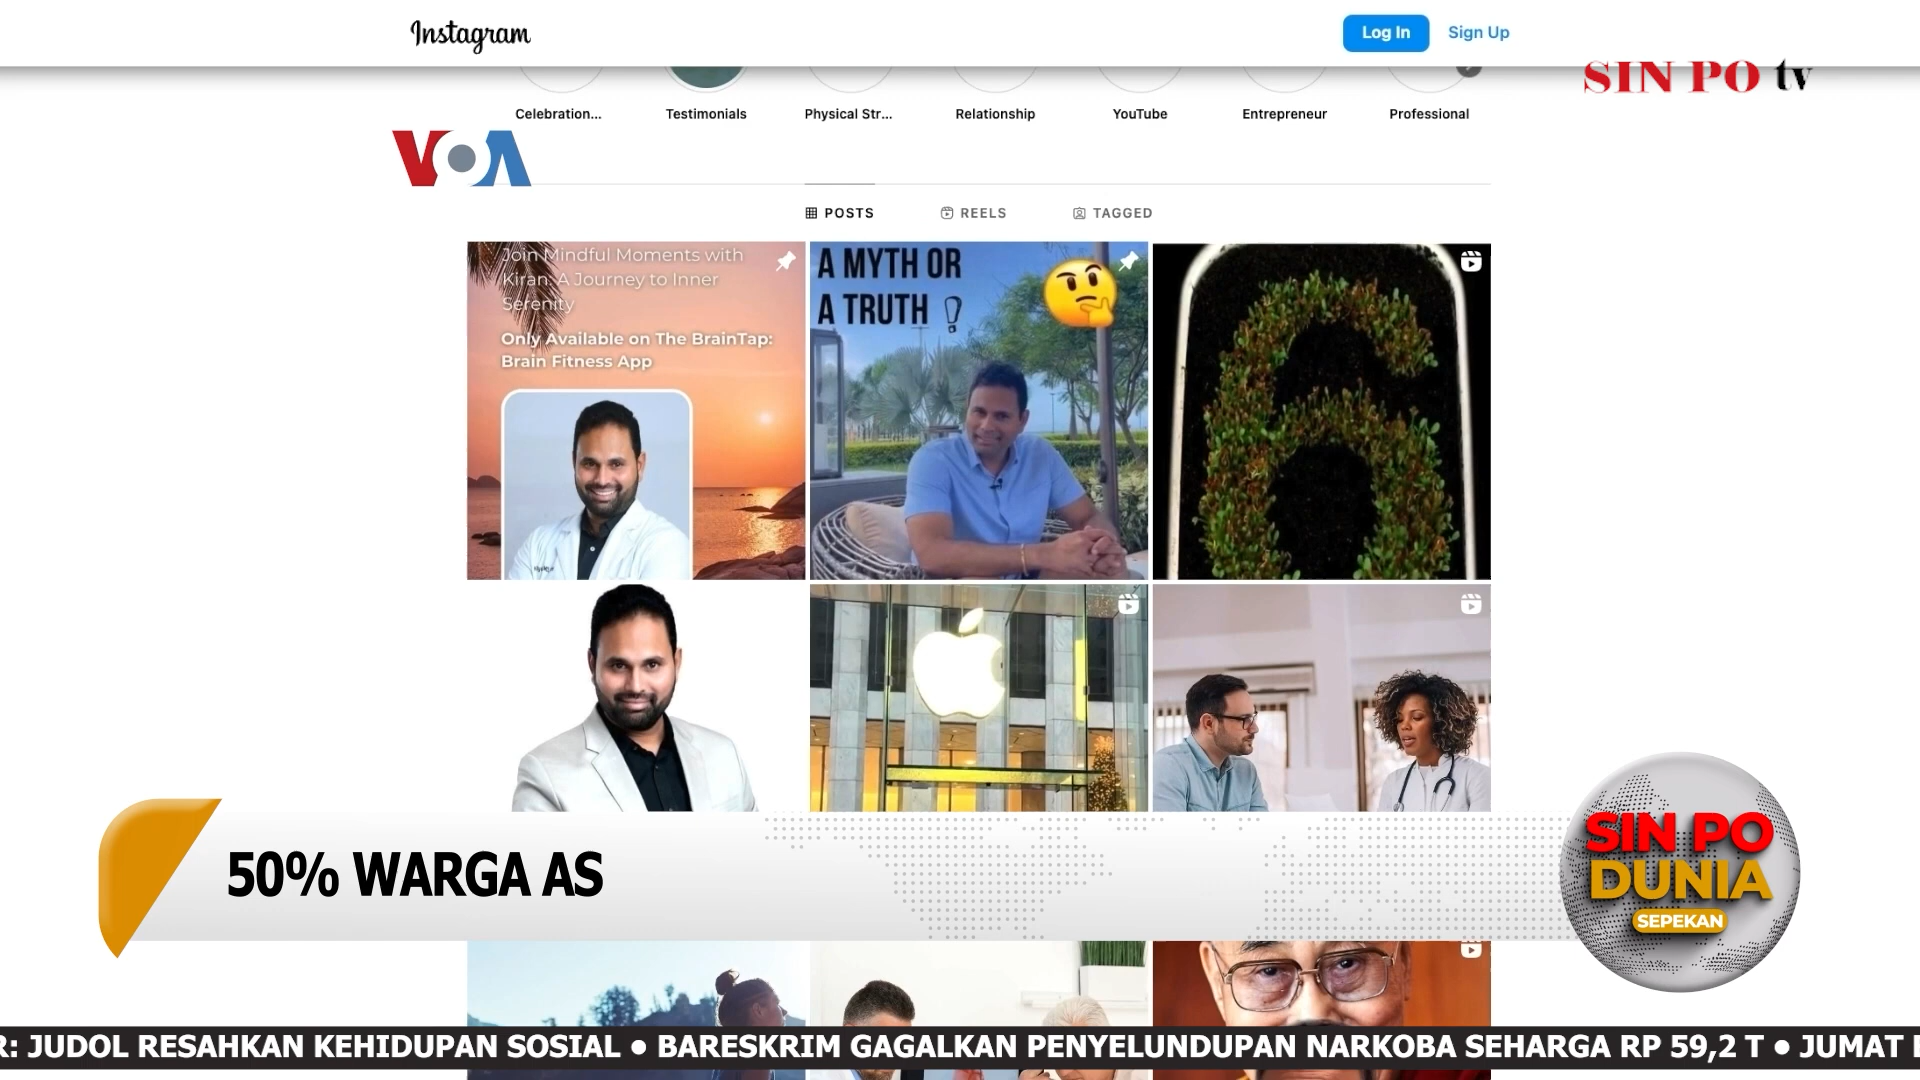 Instagram
Log In
Sign Up
SIN PO tv
Celebration...
Testimonials
Physical Str...
Relationship
YouTube
Entrepreneur
Professional
VOA
POSTS
REELS
TAGGED
Join Mindful Moments with
Kiran: A Journey to Inner
Serenity
Only Available on The BrainTap:
Brain Fitness App
A MYTH OR
A TRUTH ?
50% WARGA AS
SIN PO
DUNIA
SEPEKAN
R: JUDOL RESAHKAN KEHIDUPAN SOSIAL ● BARESKRIM GAGALKAN PENYELUNDUPAN NARKOBA SEHARGA RP 59,2 T ● JUMAT